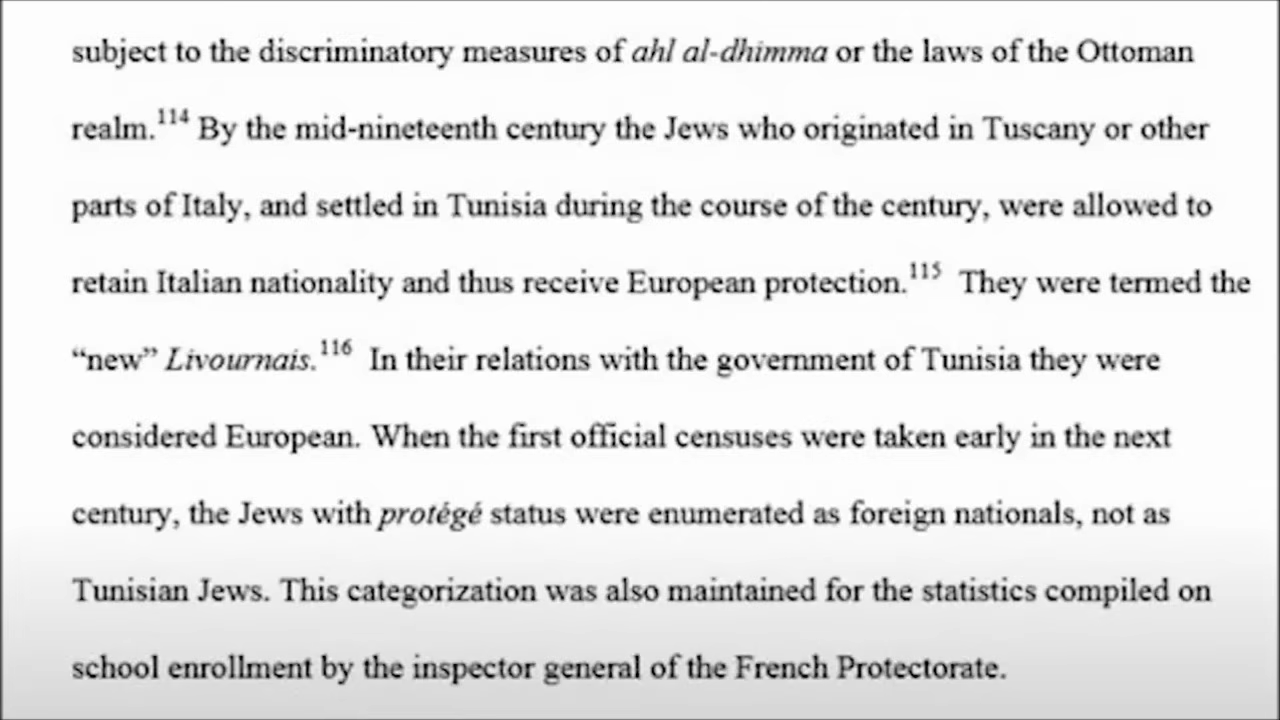 subject to the discriminatory measures of ahl al-dhimma or the laws of the Ottoman
realm.114 By the mid-nineteenth century the Jews who originated in Tuscany or other
parts of Italy, and settled in Tunisia during the course of the century, were allowed to
retain Italian nationality and thus receive European protection.115 They were termed the
“new” Livournais.116 In their relations with the government of Tunisia they were
considered European. When the first official censuses were taken early in the next
century, the Jews with protégé status were enumerated as foreign nationals, not as
Tunisian Jews. This categorization was also maintained for the statistics compiled on
school enrollment by the inspector general of the French Protectorate.